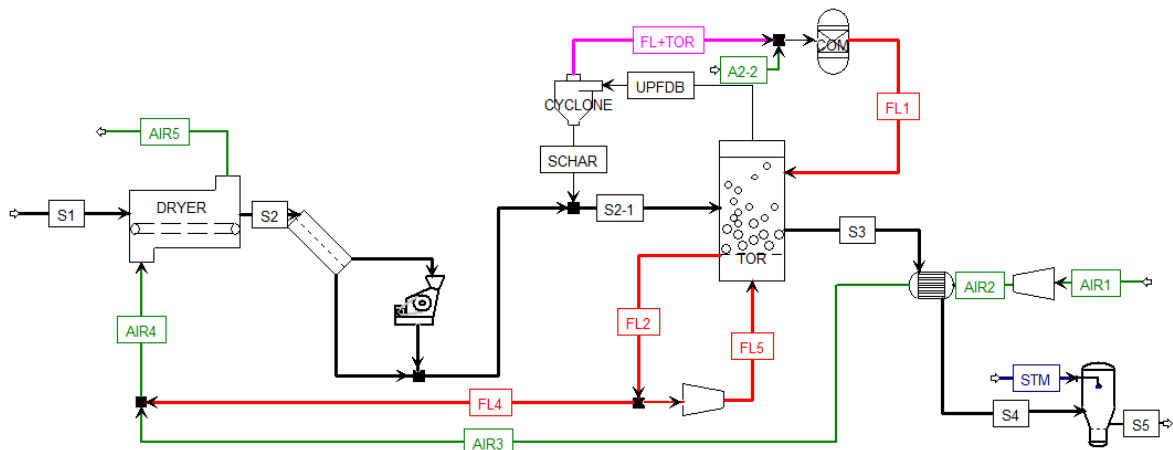 FL+TOR
COM
A2-2
UPFDB
CYCLONE
FL1
AIR5
SCHAR
S1
DRYER
S2
S2-1
S3
TOR
AIR2
AIR1
AIR4
FL2
FL5
STM
FL4
S4
S5
AIR3